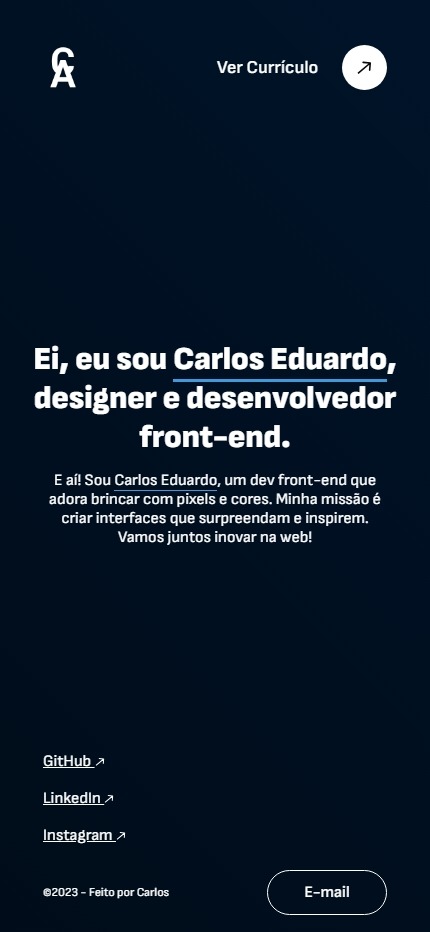 CA
Ver Currículo
Ei, eu sou Carlos Eduardo,
designer e desenvolvedor
front-end.
E aí! Sou Carlos Eduardo, um dev front-end que
adora brincar com pixels e cores. Minha missão é
criar interfaces que surpreendam e inspirem.
Vamos juntos inovar na web!
GitHub
LinkedIn
Instagram
©2023 - Feito por Carlos
E-mail